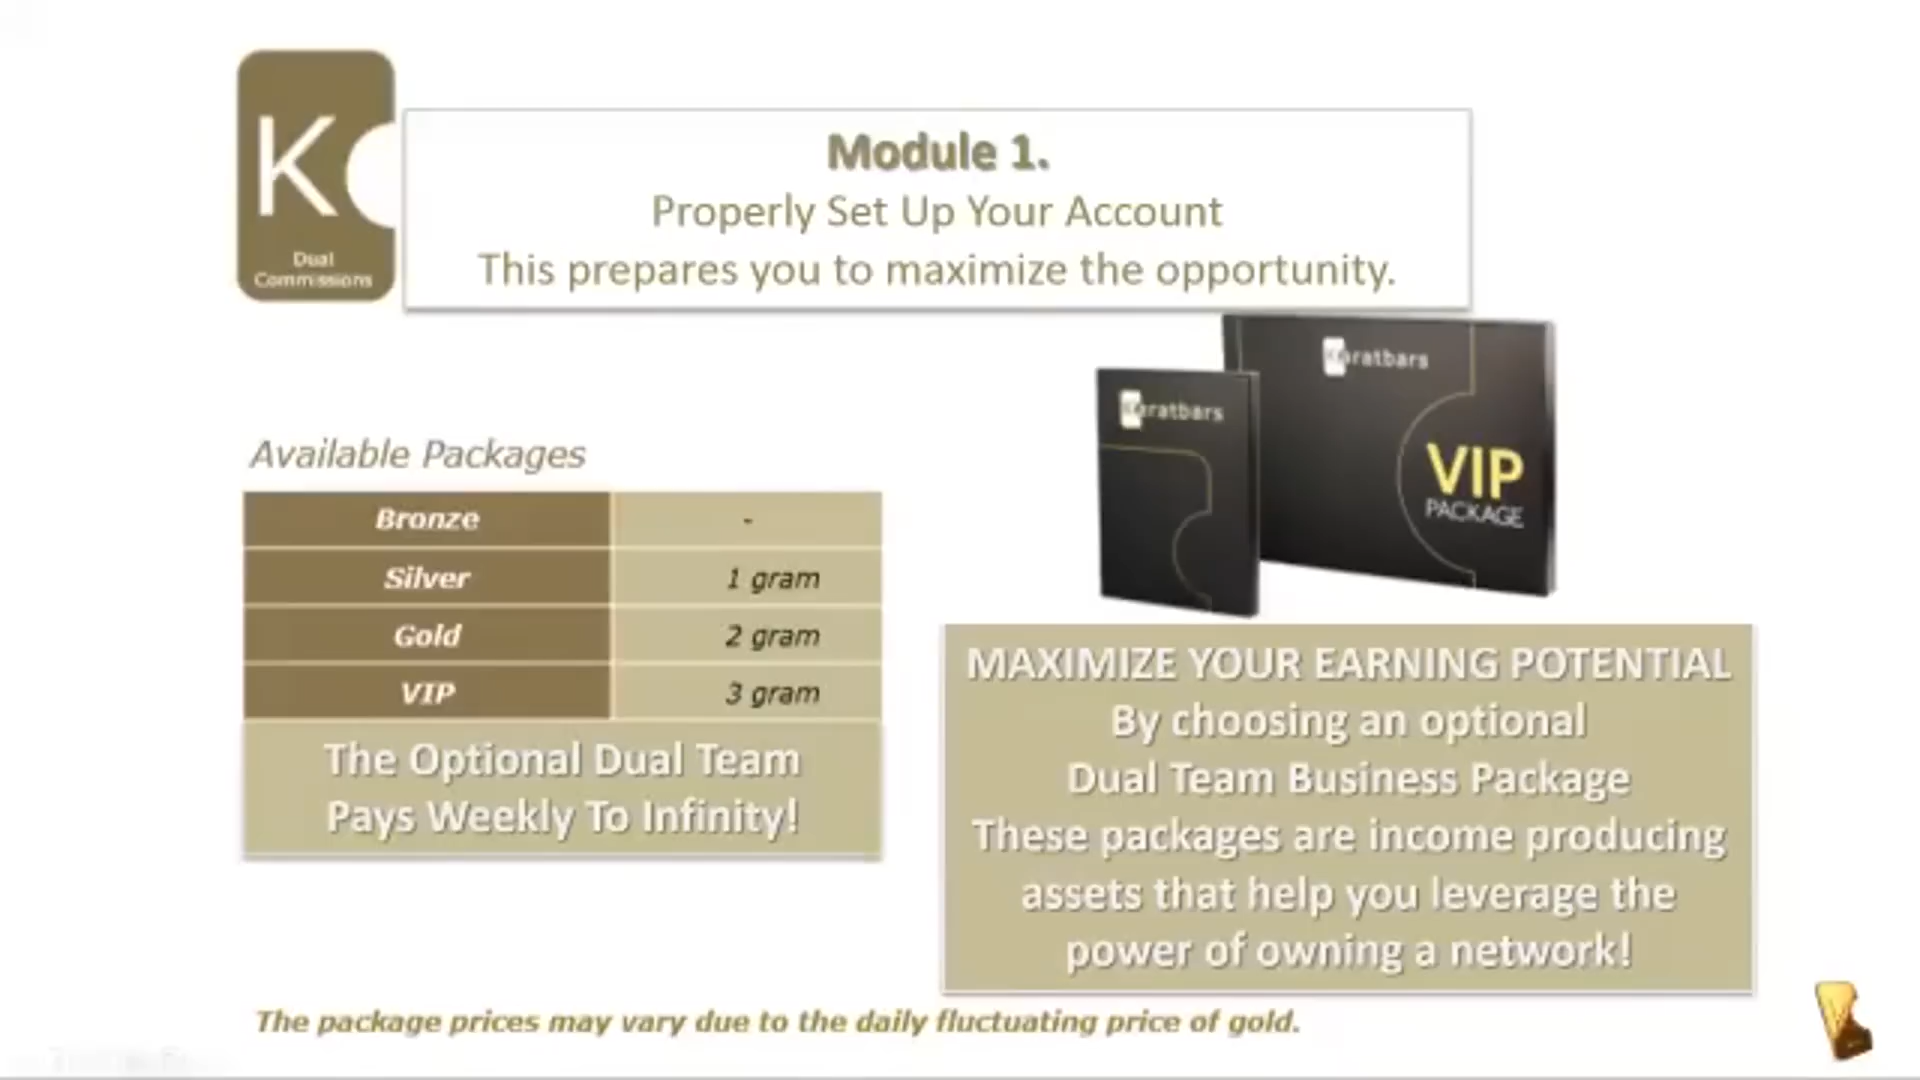 K
Dual
Commissions
Module 1.
Properly Set Up Your Account
This prepares you to maximize the opportunity.
karatbars
karatbars
VIP
PACKAGE
Available Packages
Bronze -
Silver 1 gram
Gold 2 gram
VIP 3 gram
The Optional Dual Team
Pays Weekly To Infinity!
MAXIMIZE YOUR EARNING POTENTIAL
By choosing an optional
Dual Team Business Package
These packages are income producing
assets that help you leverage the
power of owning a network!
The package prices may vary due to the daily fluctuating price of gold.